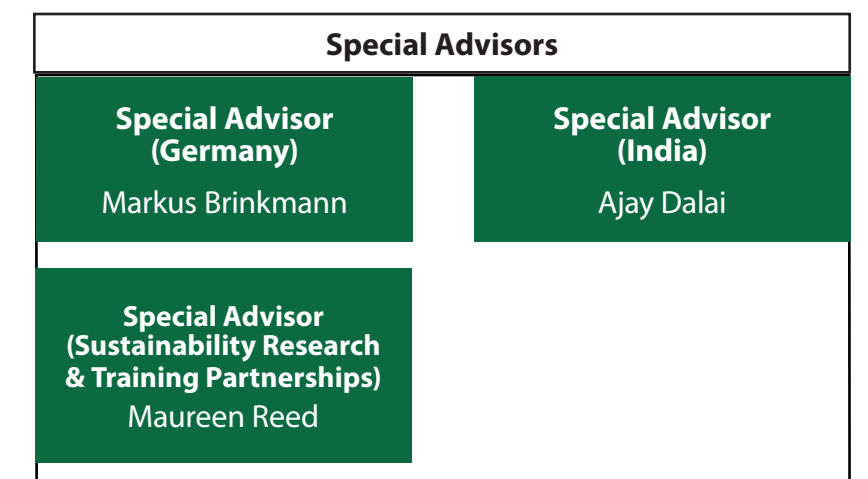 Special Advisors
Special Advisor
(Germany)
Markus Brinkmann
Special Advisor
(India)
Ajay Dalai
Special Advisor
(Sustainability Research
& Training Partnerships)
Maureen Reed